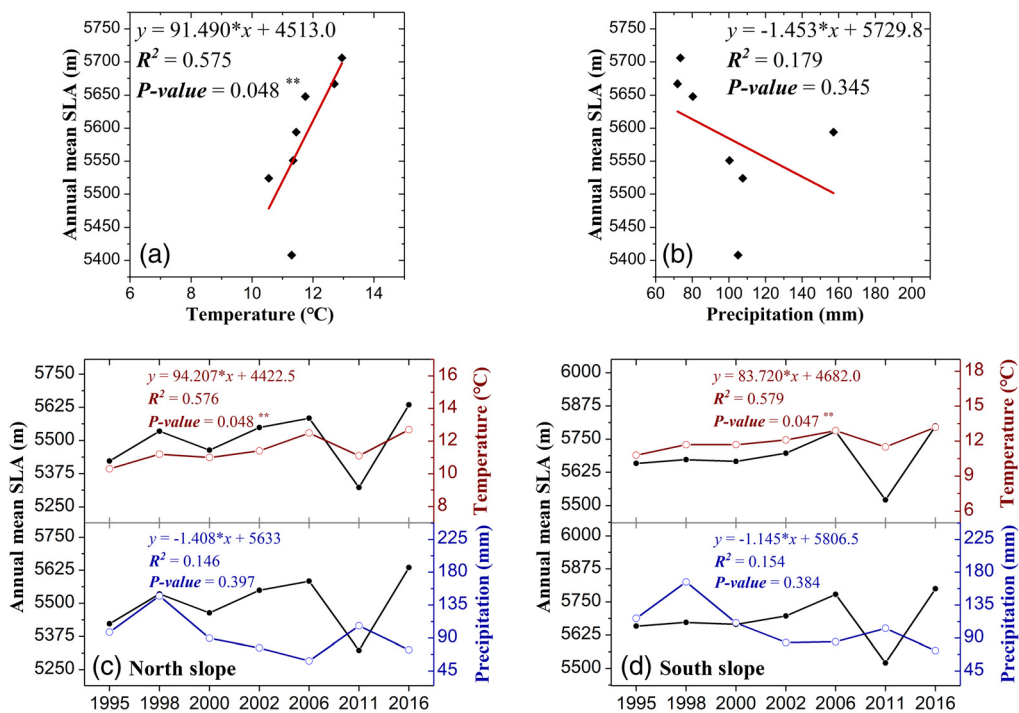 y = 91.490*x + 4513.0
R² = 0.575
P-value = 0.048 **
Annual mean SLA (m)
5750
5700
5650
5600
5550
5500
5450
5400
(a)
6 8 10 12 14
Temperature (℃)
y = -1.453*x + 5729.8
R² = 0.179
P-value = 0.345
Annual mean SLA (m)
5750
5700
5650
5600
5550
5500
5450
5400
(b)
60 80 100 120 140 160 180 200
Precipitation (mm)
y = 94.207*x + 4422.5
R² = 0.576
P-value = 0.048 **
Annual mean SLA (m)
5750
5625
5500
5375
5250
16
14
12
10
8
Temperature (℃)
y = -1.408*x + 5633
R² = 0.146
P-value = 0.397
5750
5625
5500
5375
5250
225
180
135
90
45
Precipitation (mm)
(c) North slope
1995 1998 2000 2002 2006 2011 2016
y = 83.720*x + 4682.0
R² = 0.579
P-value = 0.047 **
Annual mean SLA (m)
6000
5875
5750
5625
5500
18
15
12
9
6
Temperature (℃)
y = -1.145*x + 5806.5
R² = 0.154
P-value = 0.384
Annual mean SLA (m)
6000
5875
5750
5625
5500
225
180
135
90
45
Precipitation (mm)
(d) South slope
1995 1998 2000 2002 2006 2011 2016